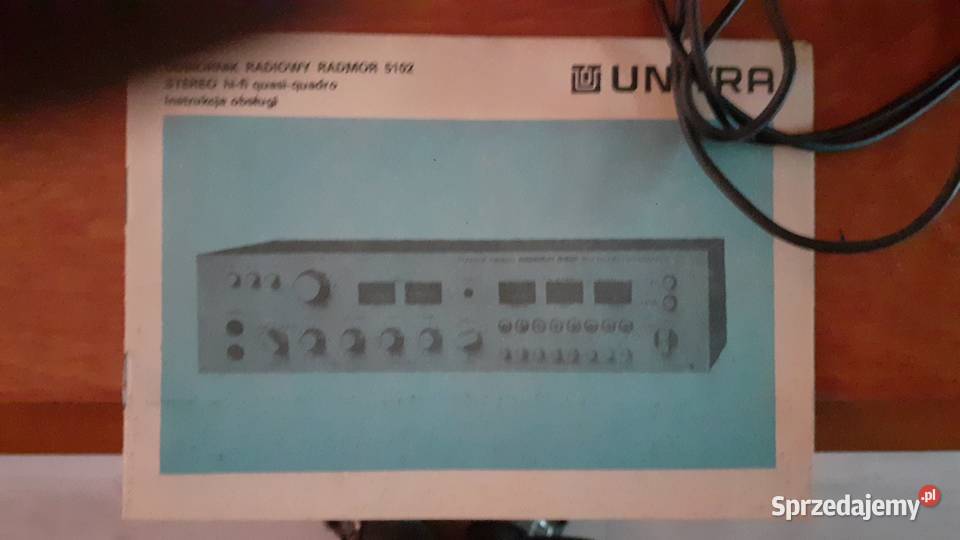 RADIOWY RADMOR 5102
STEREO hi-fi quasi-quadro
instrukcja obsługi
UNITRA
Sprzedajemy.pl